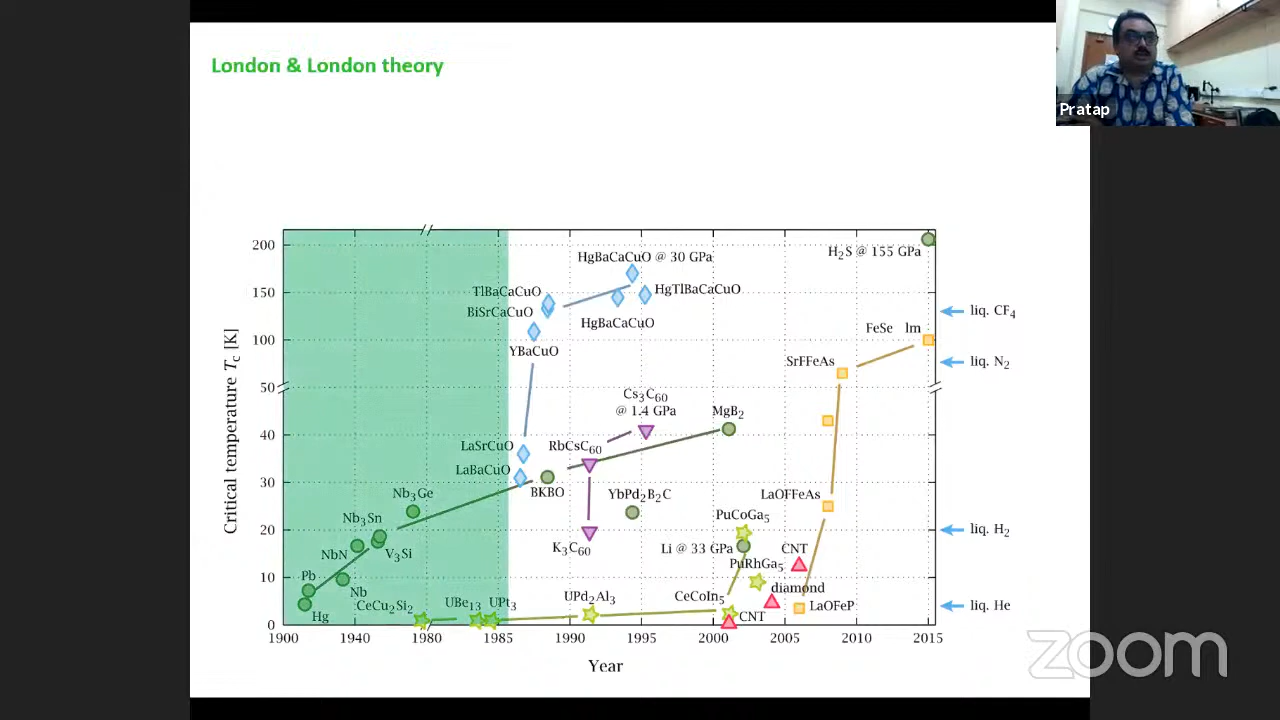 London & London theory
Pratap
200
150
100
50
40
30
20
10
0
Critical temperature Tc [K]
H2S @ 155 GPa
HgBaCaCuO @ 30 GPa
TlBaCaCuO
HgTlBaCaCuO
BiSrCaCuO
HgBaCaCuO
liq. CF4
FeSe lm
YBaCuO
SrFFeAs
liq. N2
Cs3C60
@ 1.4 GPa
MgB2
LaSrCuO
RbCsC60
LaBaCuO
BKBO
YbPd2B2C
LaOFFeAs
Nb3Ge
Nb3Sn
PuCoGa5
liq. H2
NbN
V3Si
K3C60
Li @ 33 GPa
CNT
PuRhGa5
Pb
Nb
diamond
CeCu2Si2
UBe13
UPt3
UPd2Al3
CeCoIn5
LaOFeP
liq. He
Hg
CNT
1900
1940
1980
1985
1990
1995
2000
2005
2010
2015
Year
zoom